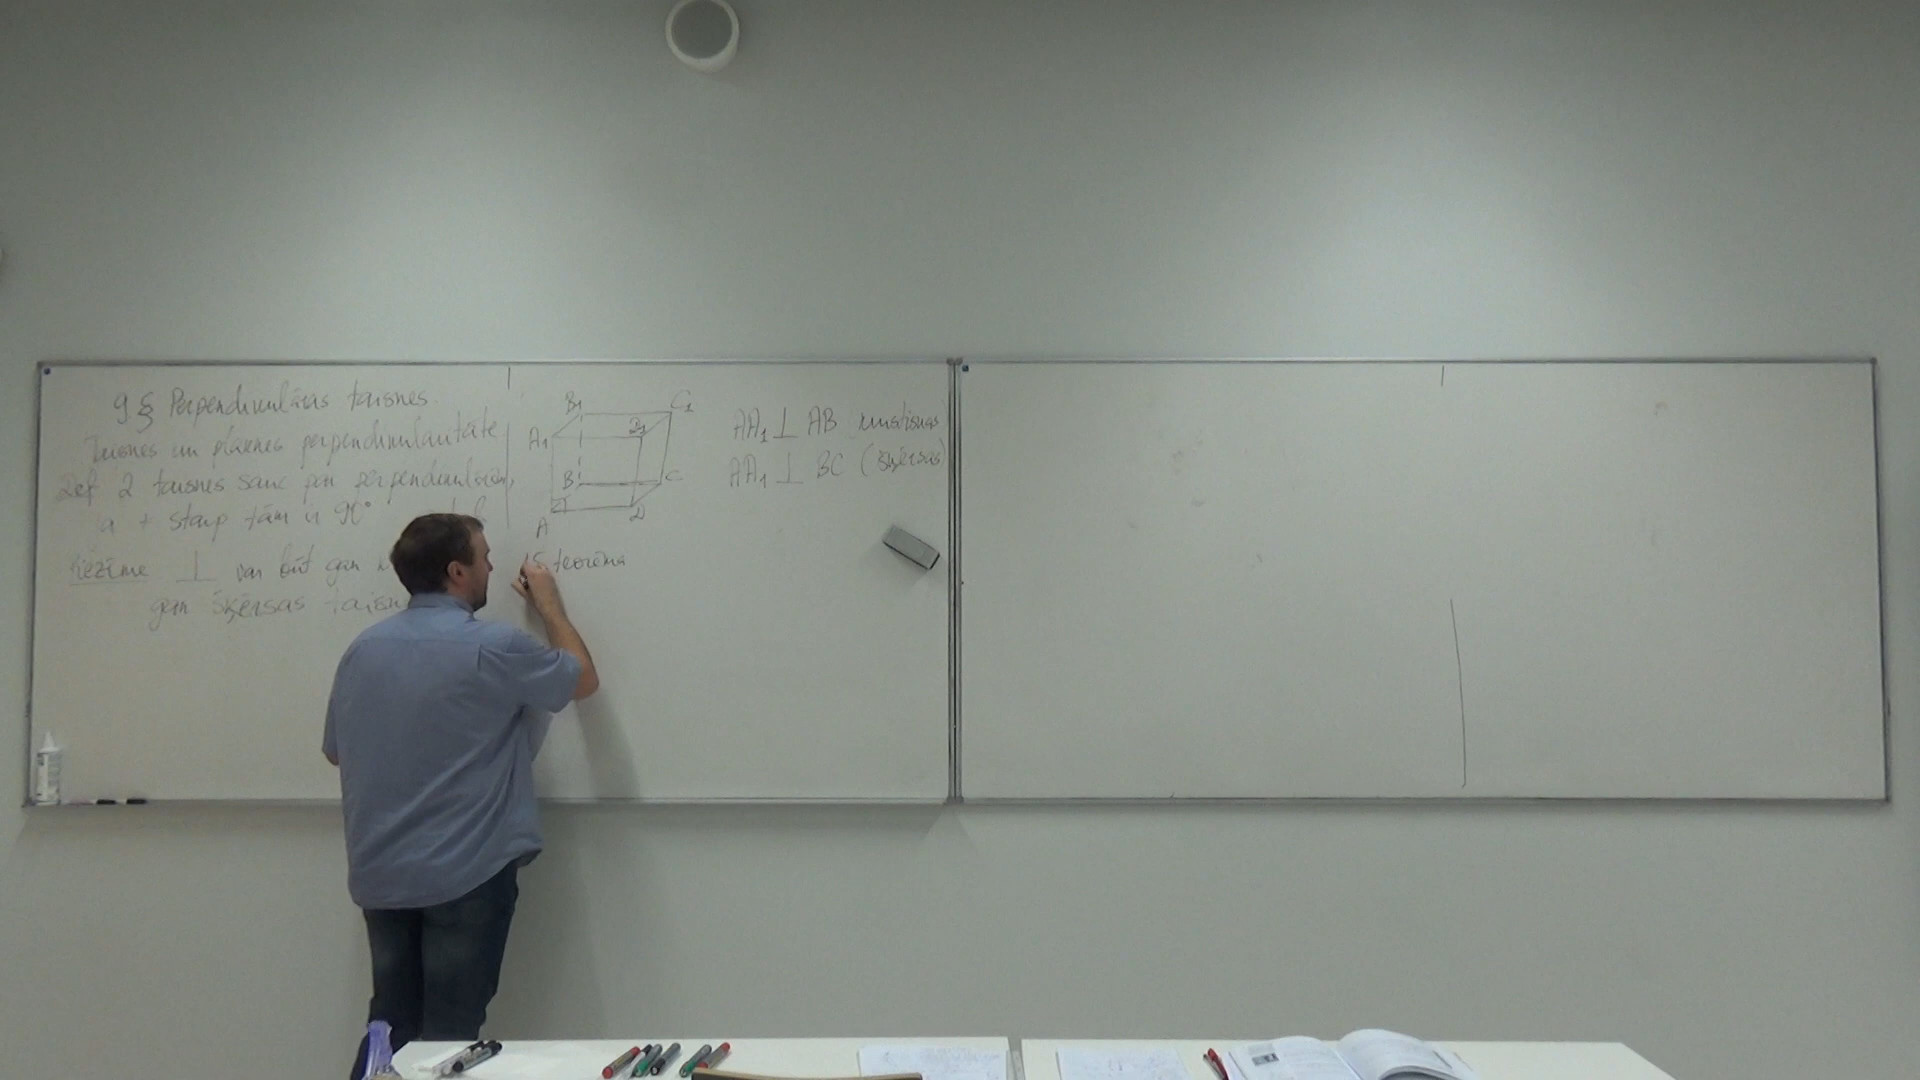 9§ Perpendikulāras taisnes.
Taisnes un plaknes perpendikularitāte
Def 2 taisnes sauc par perpendikulārām,
a ∠ starp tām ir 90°
Piezīme ⊥ var būt gan
gan šķērsas taisn
B₁ C₁
A₁ D₁
B C
A D
AA₁ ⊥ AB krustiskas
AA₁ ⊥ BC (šķērsas)
15 teorēma